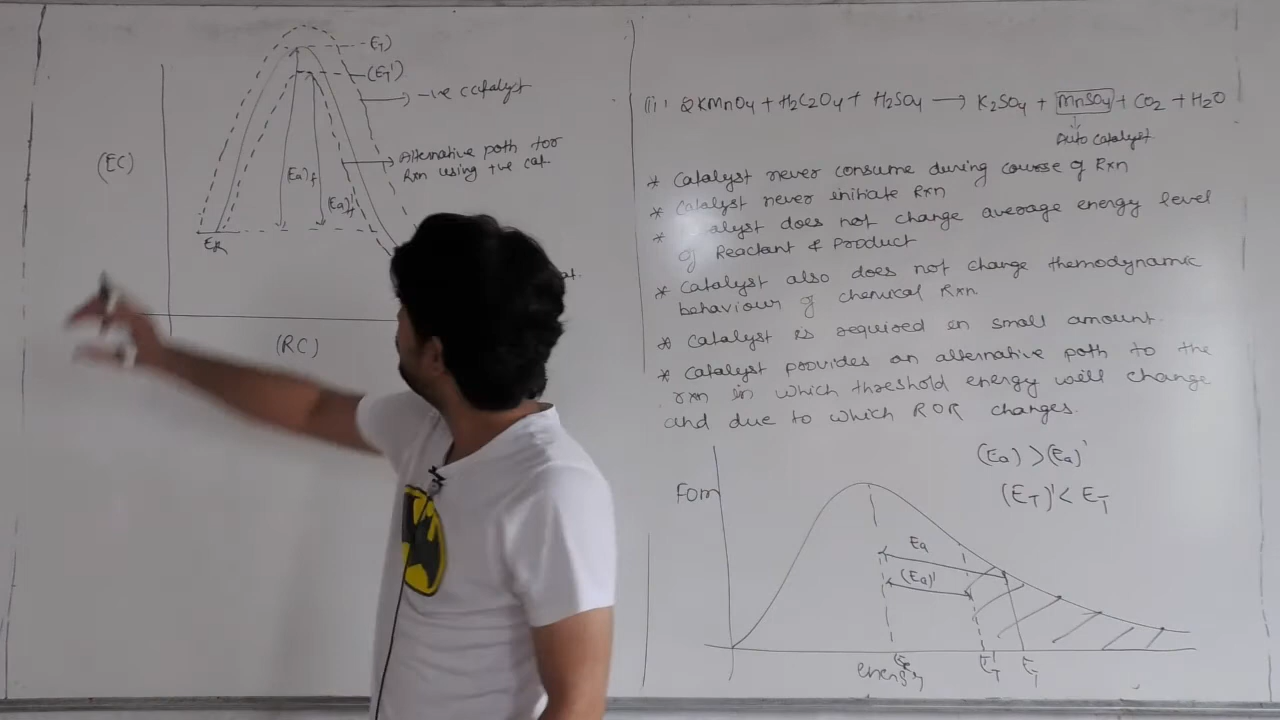 (ET)
(ET')
-ve catalyst
Alternative path for
Rxn using +ve cat.
(EC)
(Ea)f
(Ea)'f
ER
at.
(RC)
(ii) 2KMnO4 + H2C2O4 + H2SO4 → K2SO4 + MnSO4 + CO2 + H2O
Auto catalyst
* Catalyst never consume during course of Rxn
* Catalyst never initiate Rxn
* alyst does not change average energy level
of Reactant & Product
* Catalyst also does not change themodynamic
behaviour of chemical Rxn.
* Catalyst is required in small amount.
* Catalyst provides an alternative path to the
rxn in which threshold energy will change
and due to which ROR changes.
(Ea) > (Ea)'
(ET)' < ET
FOM
Ea
(Ea)'
ET'
ET
energy